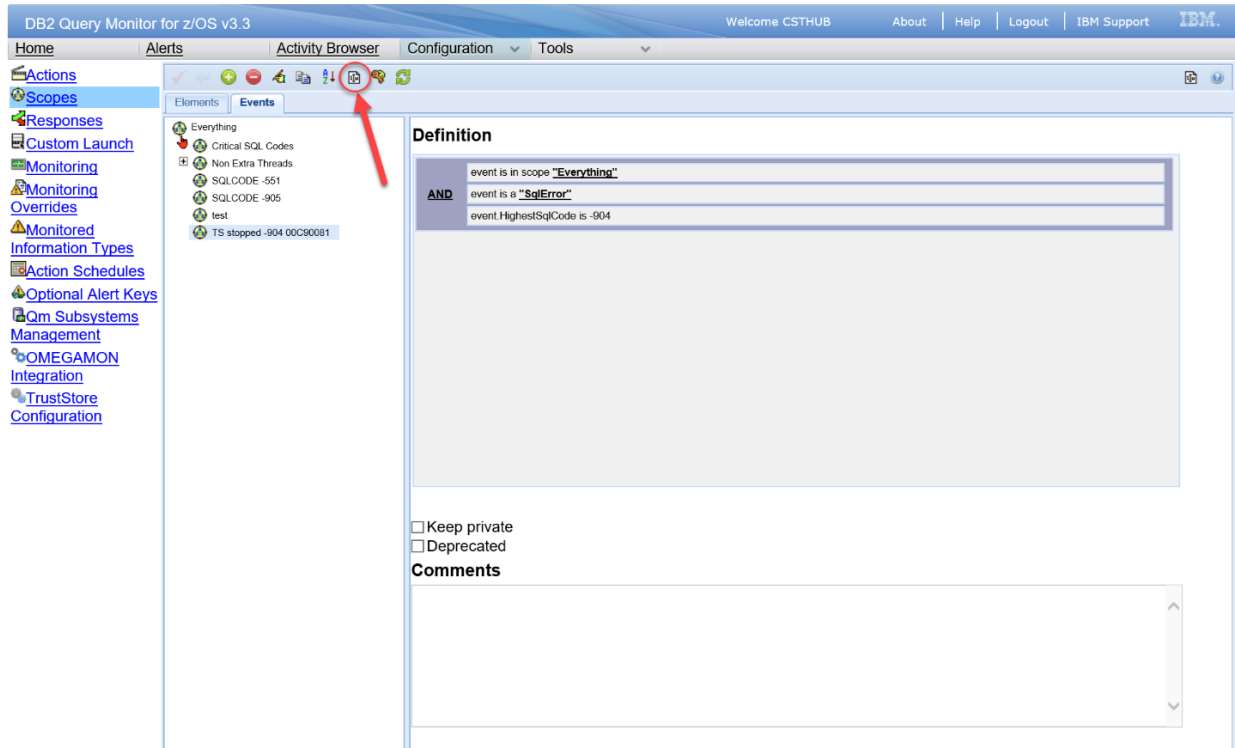 DB2 Query Monitor for z/OS v3.3
Welcome CSTHUB
About
Help
Logout
IBM Support
IBM.
Home
Alerts
Activity Browser
Configuration
Tools
Actions
Scopes
Responses
Custom Launch
Monitoring
Monitoring
Overrides
Monitored
Information Types
Action Schedules
Optional Alert Keys
Qm Subsystems
Management
OMEGAMON
Integration
TrustStore
Configuration
Elements
Events
Everything
Critical SQL Codes
Non Extra Threads
SQLCODE -551
SQLCODE -905
test
TS stopped -904 00C90081
Definition
AND
event is in scope "Everything"
event is a "SqlError"
event.HighestSqlCode is -904
Keep private
Deprecated
Comments